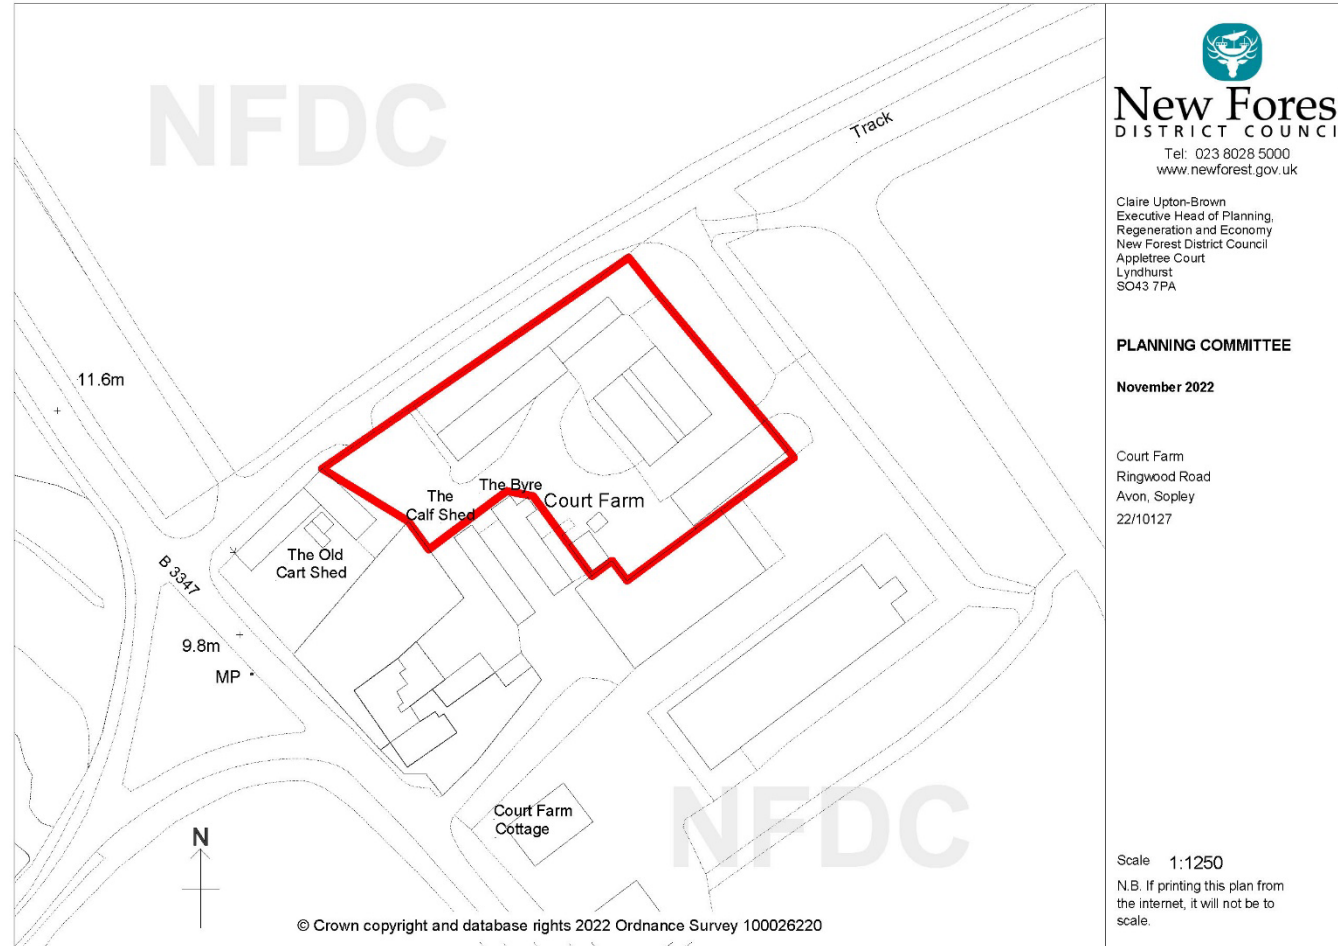 NFDC
Track
11.6m
The Byre
The
Calf Shed
Court Farm
The Old
Cart Shed
B 3347
9.8m
MP
Court Farm
Cottage
NFDC
N
© Crown copyright and database rights 2022 Ordnance Survey 100026220
New Fores
DISTRICT COUNCI
Tel: 023 8028 5000
www.newforest.gov.uk
Claire Upton-Brown
Executive Head of Planning,
Regeneration and Economy
New Forest District Council
Appletree Court
Lyndhurst
SO43 7PA
PLANNING COMMITTEE
November 2022
Court Farm
Ringwood Road
Avon, Sopley
22/10127
Scale 1:1250
N.B. If printing this plan from
the internet, it will not be to
scale.